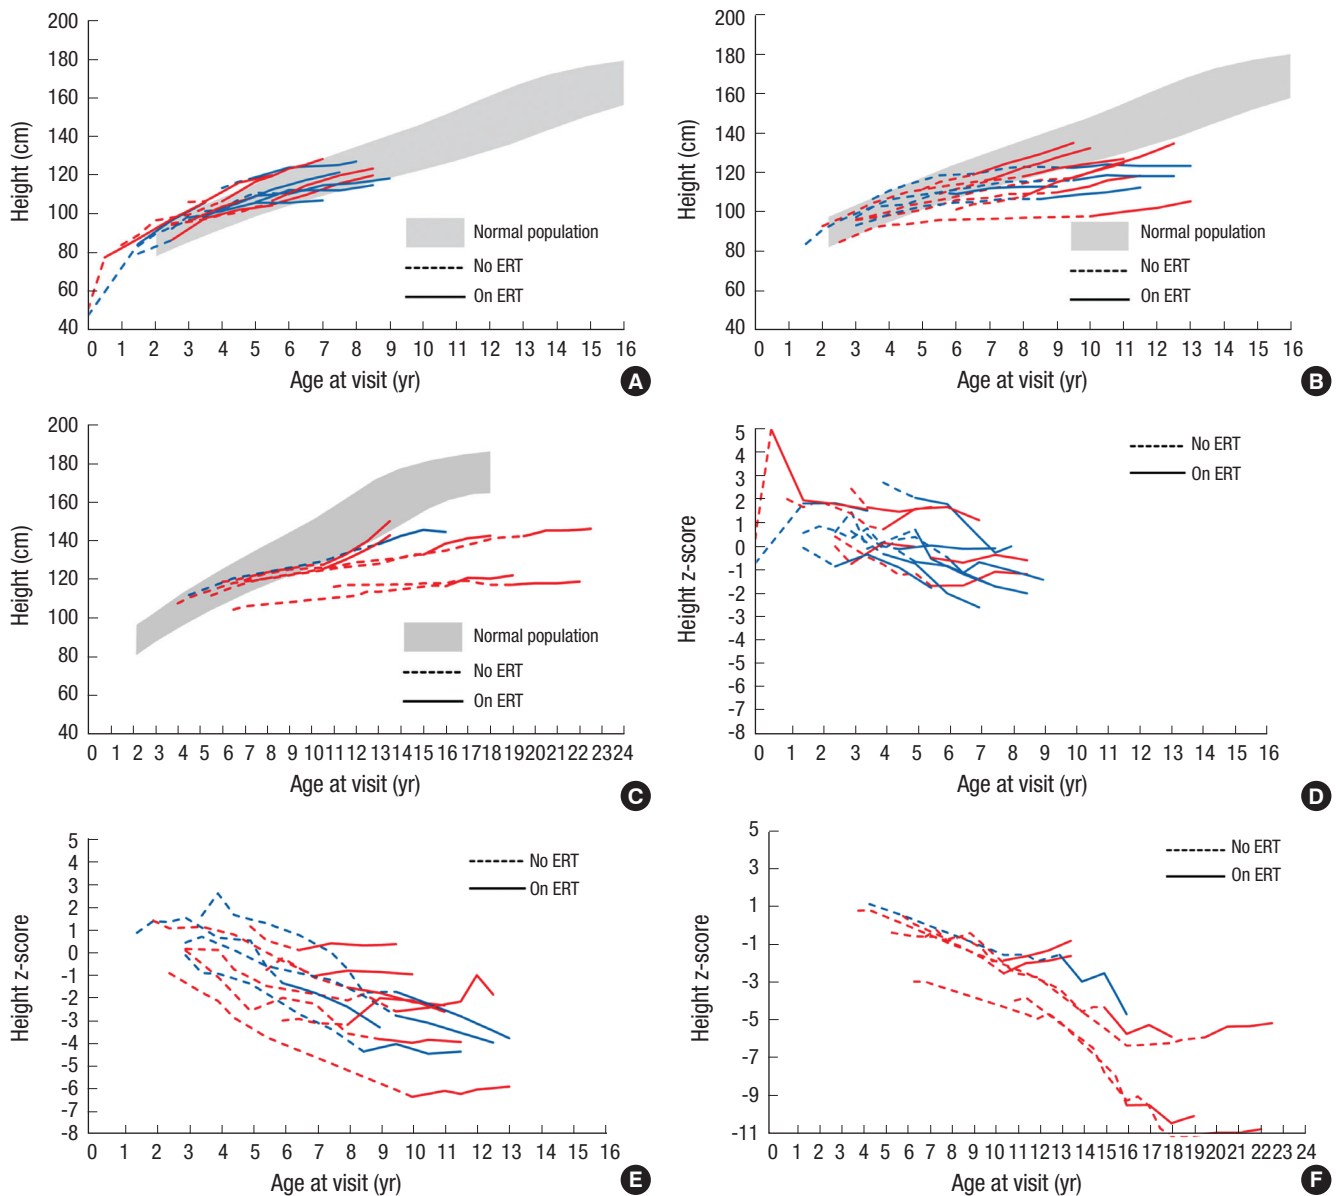 200
180
160
140
120
100
80
60
40
Height (cm)
Normal population
No ERT
On ERT
0 1 2 3 4 5 6 7 8 9 10 11 12 13 14 15 16
Age at visit (yr)
A
200
180
160
140
120
100
80
60
40
Height (cm)
Normal population
No ERT
On ERT
0 1 2 3 4 5 6 7 8 9 10 11 12 13 14 15 16
Age at visit (yr)
B
200
180
160
140
120
100
80
60
40
Height (cm)
Normal population
No ERT
On ERT
0 1 2 3 4 5 6 7 8 9 10 11 12 13 14 15 16 17 18 19 20 21 22 23 24
Age at visit (yr)
C
5
4
3
2
1
0
-1
-2
-3
-4
-5
-6
-7
-8
Height z-score
No ERT
On ERT
0 1 2 3 4 5 6 7 8 9 10 11 12 13 14 15 16
Age at visit (yr)
D
5
4
3
2
1
0
-1
-2
-3
-4
-5
-6
-7
-8
Height z-score
No ERT
On ERT
0 1 2 3 4 5 6 7 8 9 10 11 12 13 14 15 16
Age at visit (yr)
E
5
3
1
-1
-3
-5
-7
-9
-11
Height z-score
No ERT
On ERT
0 1 2 3 4 5 6 7 8 9 10 11 12 13 14 15 16 17 18 19 20 21 22 23 24
Age at visit (yr)
F